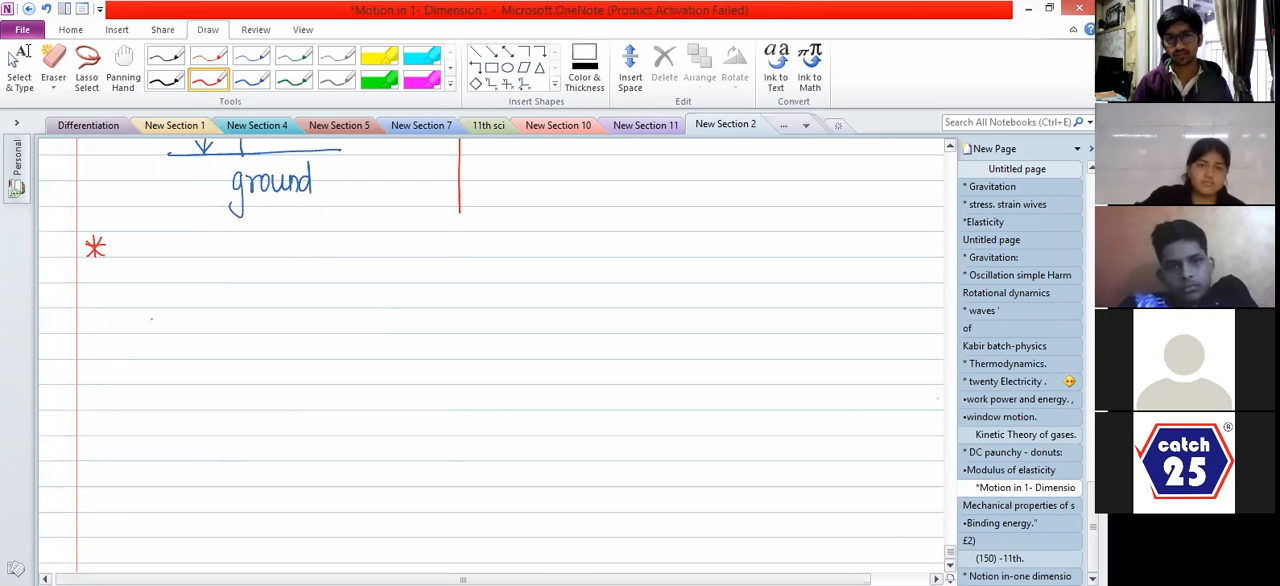 *Motion in 1- Dimension : - Microsoft OneNote (Product Activation Failed)
File Home Insert Share Draw Review View
Select & Type
Eraser
Lasso Select
Panning Hand
Color & Thickness
Insert Space
Delete
Arrange
Rotate
Ink to Text
Ink to Math
Tools
Insert Shapes
Edit
Convert
Differentiation New Section 1 New Section 4 New Section 5 New Section 7 11th sci New Section 10 New Section 11 New Section 2 ...
Search All Notebooks (Ctrl+E)
Personal
ground
*
New Page
Untitled page
* Gravitation
* stress. strain wives
*Elasticity
Untitled page
* Gravitation:
* Oscillation simple Harm
Rotational dynamics
* waves '
of
Kabir batch-physics
* Thermodynamics.
* twenty Electricity .
•work power and energy. ,
•window motion.
Kinetic Theory of gases.
* DC paunchy - donuts:
•Modulus of elasticity
*Motion in 1- Dimensio
Mechanical properties of s
•Binding energy."
£2)
(150) -11th.
* Notion in-one dimensio
catch
25
®